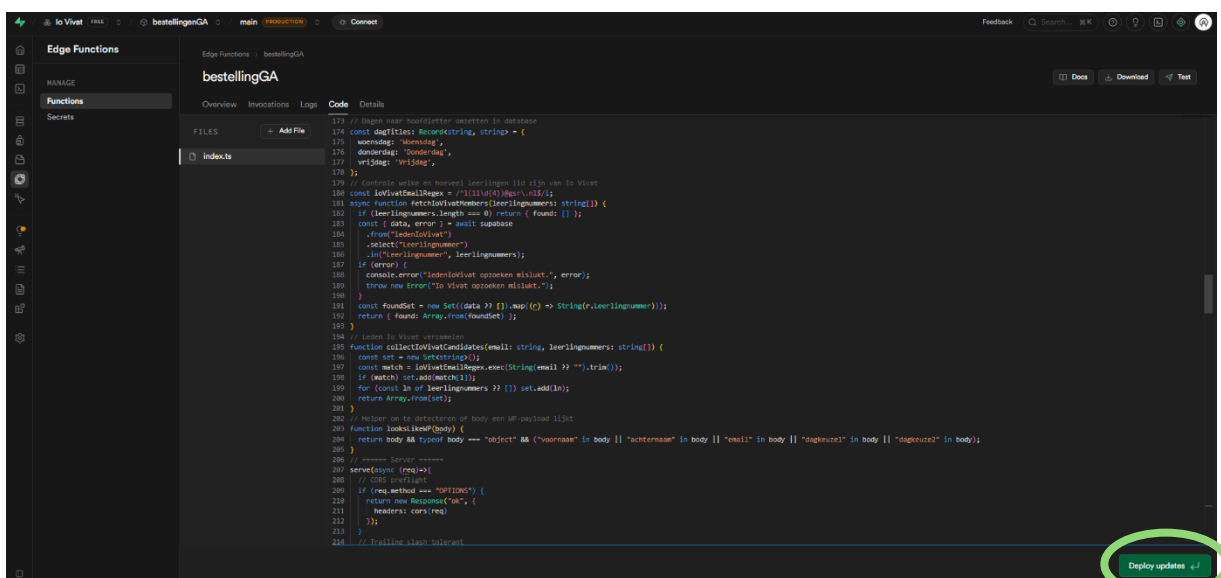 Io Vivat FREE bestellingenGA main PRODUCTION Connect Feedback Search... ⌘K
Edge Functions
MANAGE
Functions
Secrets
Edge Functions > bestellingGA
bestellingGA
Docs Download Test
Overview Invocations Logs Code Details
FILES + Add File
index.ts
173 // Dagen naar hoofdletter omzetten in database
174 const dagTitles: Record<string, string> = {
175 woensdag: 'Woensdag',
176 donderdag: 'Donderdag',
177 vrijdag: 'Vrijdag',
178 };
179 // Controle welke en hoeveel leerlingen lid zijn van Io Vivat
180 const ioVivatEmailRegex = /^l(11\d{4})@gsr\.nl$/i;
181 async function fetchIoVivatMembers(leerlingnummers: string[]) {
182 if (leerlingnummers.length === 0) return { found: [] };
183 const { data, error } = await supabase
184 .from("ledenIoVivat")
185 .select("Leerlingnummer")
186 .in("Leerlingnummer", leerlingnummers);
187 if (error) {
188 console.error("ledenIoVivat opzoeken mislukt.", error);
189 throw new Error("Io Vivat opzoeken mislukt.");
190 }
191 const foundSet = new Set((data ?? []).map((r) => String(r.Leerlingnummer)));
192 return { found: Array.from(foundSet) };
193 }
194 // Leden Io Vivat verzamelen
195 function collectIoVivatCandidates(email: string, leerlingnummers: string[]) {
196 const set = new Set<string>();
197 const match = ioVivatEmailRegex.exec(String(email ?? "").trim());
198 if (match) set.add(match[1]);
199 for (const ln of leerlingnummers ?? []) set.add(ln);
200 return Array.from(set);
201 }
202 // Helper om te detecteren of body een WP-payload lijkt
203 function looksLikeWP(body) {
204 return body && typeof body === "object" && ("voornaam" in body || "achternaam" in body || "email" in body || "dagkeuze1" in body || "dagkeuze2" in body);
205 }
206 // ====== Server ======
207 serve(async (req)=>{
208 // CORS preflight
209 if (req.method === "OPTIONS") {
210 return new Response("ok", {
211 headers: cors(req)
212 });
213 }
214 // Trailing slash tolerant
Deploy updates